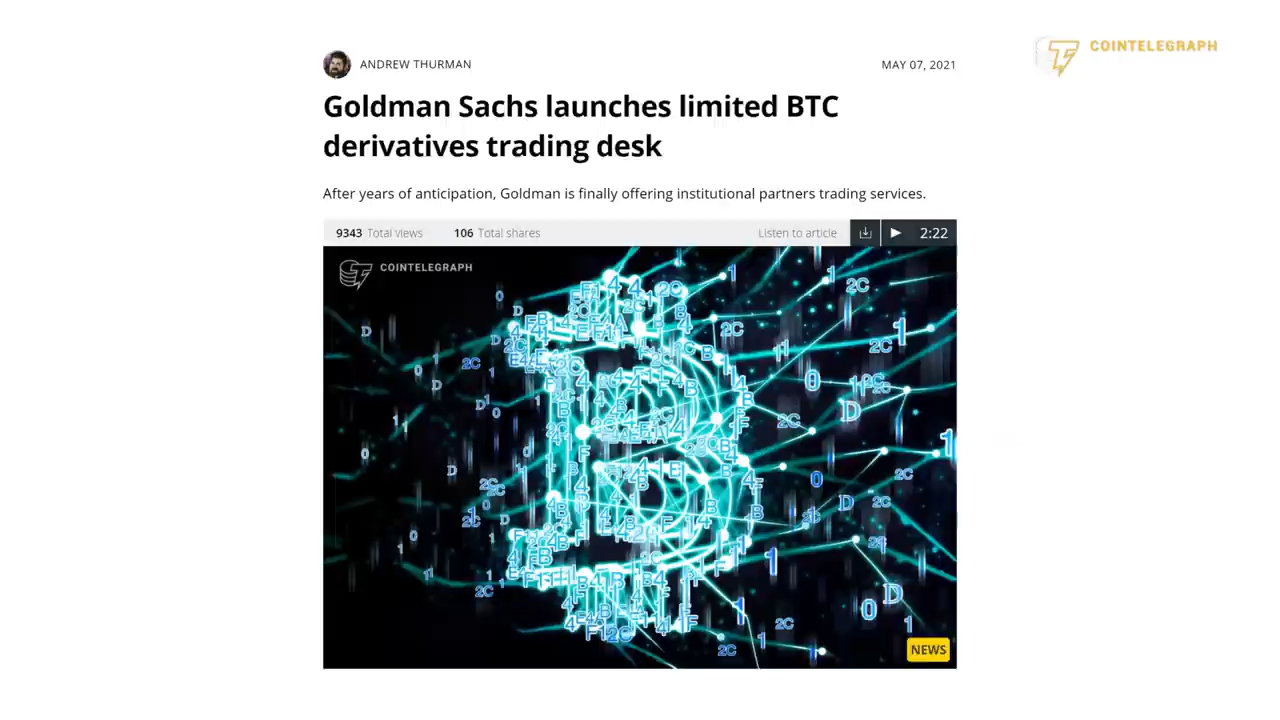 COINTELEGRAPH
ANDREW THURMAN
MAY 07, 2021
Goldman Sachs launches limited BTC
derivatives trading desk
After years of anticipation, Goldman is finally offering institutional partners trading services.
9343 Total views
106 Total shares
Listen to article
2:22
COINTELEGRAPH
NEWS